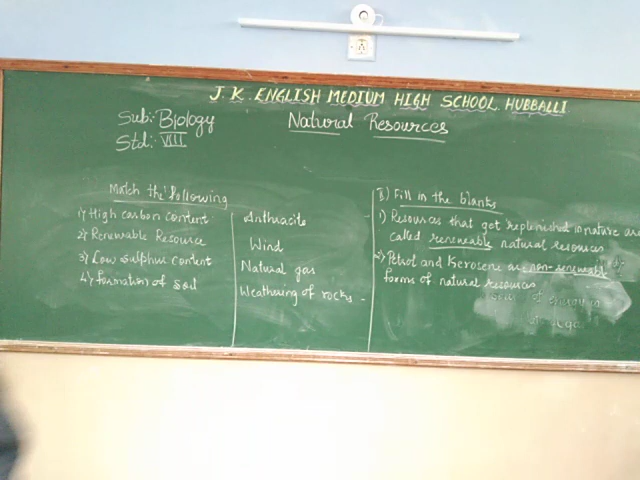 J. K. ENGLISH MEDIUM HIGH SCHOOL HUBBALLI
Sub:- Biology
Natural Resources
Std:- VIII
Match the following
1) High carbon content Anthracite
2) Renewable Resource Wind
3) Low sulphur content Natural gas
4) Formation of soil Weathering of rocks -
Fill in the blanks
1) Resources that get replenished in nature are
called reneweable natural resources
2) Petrol and Kerosene are non-reneweable
forms of natural resources